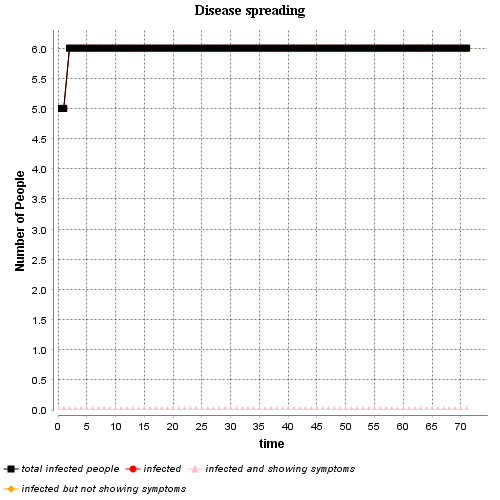 Disease spreading
Number of People
6.0
5.5
5.0
4.5
4.0
3.5
3.0
2.5
2.0
1.5
1.0
0.5
0.0
0 5 10 15 20 25 30 35 40 45 50 55 60 65 70
time
total infected people infected infected and showing symptoms
infected but not showing symptoms